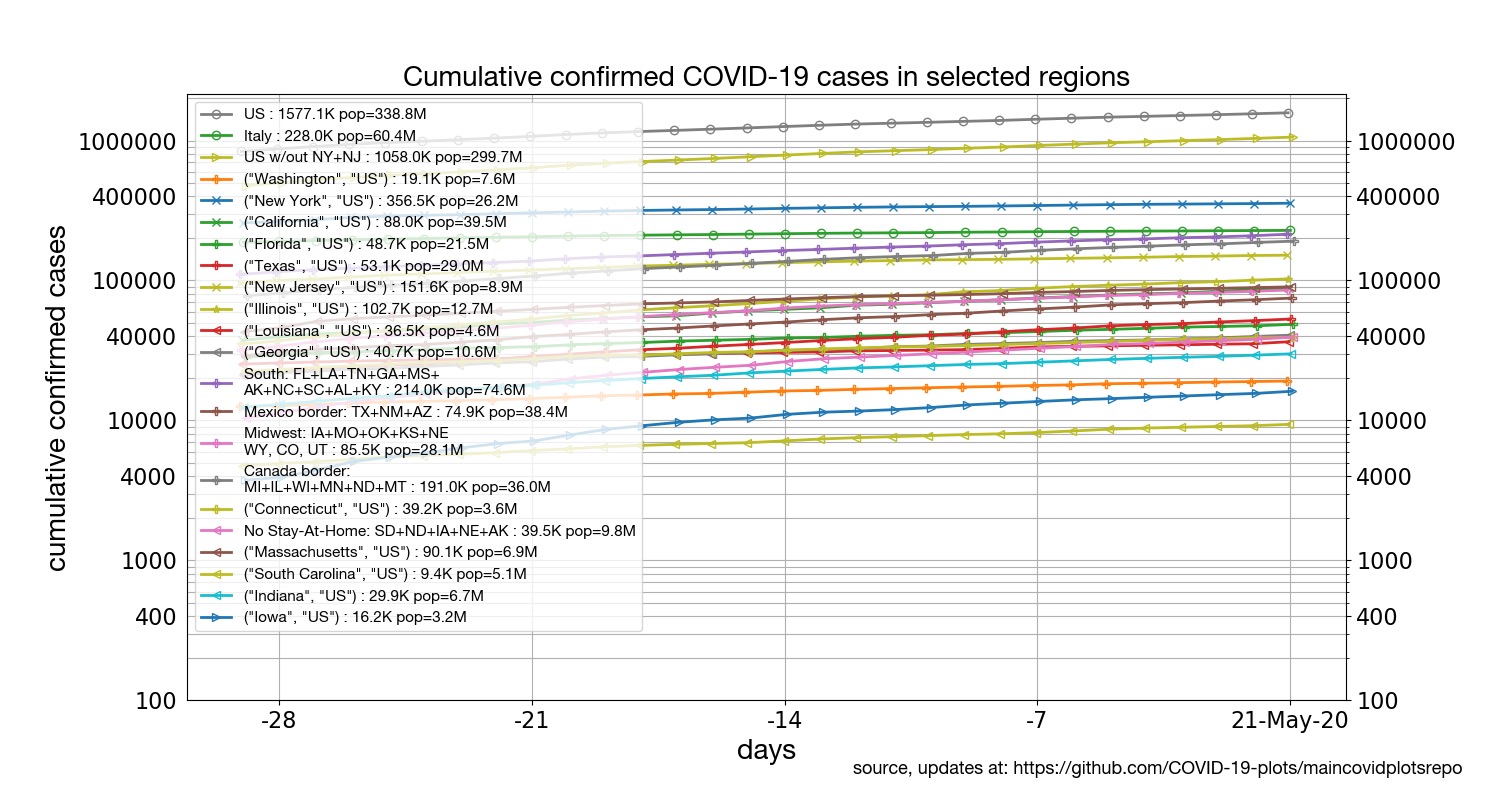 Cumulative confirmed COVID-19 cases in selected regions
US : 1577.1K pop=338.8M
Italy : 228.0K pop=60.4M
US w/out NY+NJ : 1058.0K pop=299.7M
("Washington", "US") : 19.1K pop=7.6M
("New York", "US") : 356.5K pop=26.2M
("California", "US") : 88.0K pop=39.5M
("Florida", "US") : 48.7K pop=21.5M
("Texas", "US") : 53.1K pop=29.0M
("New Jersey", "US") : 151.6K pop=8.9M
("Illinois", "US") : 102.7K pop=12.7M
("Louisiana", "US") : 36.5K pop=4.6M
("Georgia", "US") : 40.7K pop=10.6M
South: FL+LA+TN+GA+MS+
AK+NC+SC+AL+KY : 214.0K pop=74.6M
Mexico border: TX+NM+AZ : 74.9K pop=38.4M
Midwest: IA+MO+OK+KS+NE
WY, CO, UT : 85.5K pop=28.1M
Canada border:
MI+IL+WI+MN+ND+MT : 191.0K pop=36.0M
("Connecticut", "US") : 39.2K pop=3.6M
No Stay-At-Home: SD+ND+IA+NE+AK : 39.5K pop=9.8M
("Massachusetts", "US") : 90.1K pop=6.9M
("South Carolina", "US") : 9.4K pop=5.1M
("Indiana", "US") : 29.9K pop=6.7M
("Iowa", "US") : 16.2K pop=3.2M
cumulative confirmed cases
1000000
400000
100000
40000
10000
4000
1000
400
100
1000000
400000
100000
40000
10000
4000
1000
400
100
-28 -21 -14 -7 21-May-20
days
source, updates at: https://github.com/COVID-19-plots/maincovidplotsrepo